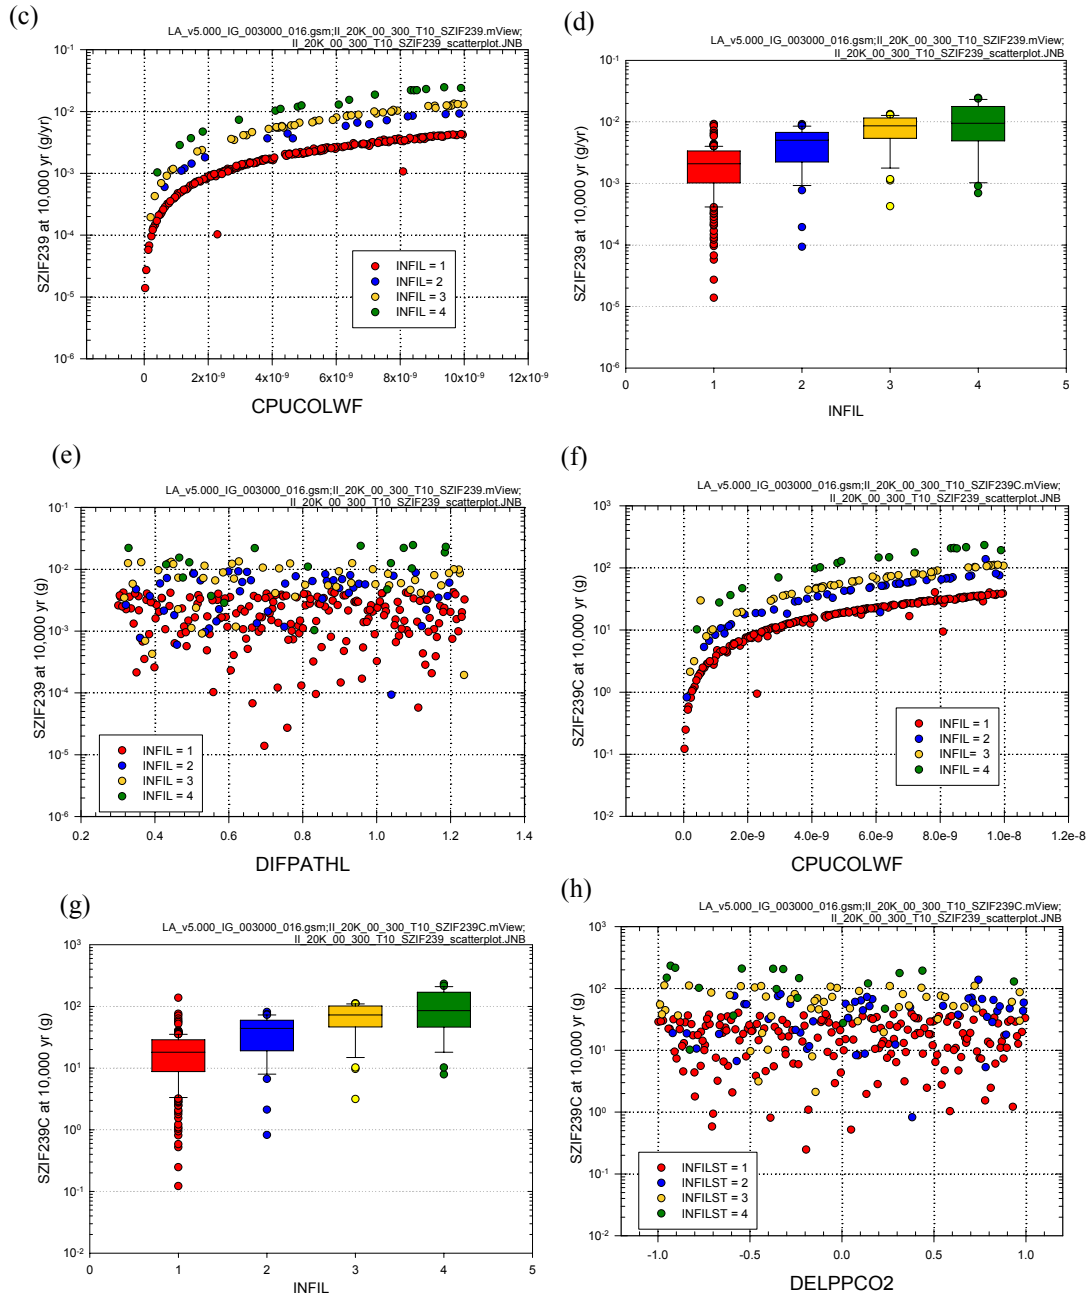 (c)
LA_v5.000_IG_003000_016.gsm;II_20K_00_300_T10_SZIF239.mView;
II_20K_00_300_T10_SZIF239_scatterplot.JNB
SZIF239 at 10,000 yr (g/yr)
10-1
10-2
10-3
10-4
10-5
10-6
INFIL = 1
INFIL= 2
INFIL = 3
INFIL = 4
0 2x10-9 4x10-9 6x10-9 8x10-9 10x10-9 12x10-9
CPUCOLWF
(d)
LA_v5.000_IG_003000_016.gsm;II_20K_00_300_T10_SZIF239.mView;
II_20K_00_300_T10_SZIF239_scatterplot.JNB
SZIF239 at 10,000 yr (g/yr)
10-1
10-2
10-3
10-4
10-5
10-6
0 1 2 3 4 5
INFIL
(e)
LA_v5.000_IG_003000_016.gsm;II_20K_00_300_T10_SZIF239.mView;
II_20K_00_300_T10_SZIF239_scatterplot.JNB
SZIF239 at 10,000 yr (g)
10-1
10-2
10-3
10-4
10-5
10-6
INFIL = 1
INFIL = 2
INFIL = 3
INFIL = 4
0.2 0.4 0.6 0.8 1.0 1.2 1.4
DIFPATHL
(f)
LA_v5.000_IG_003000_016.gsm;II_20K_00_300_T10_SZIF239C.mView;
II_20K_00_300_T10_SZIF239_scatterplot.JNB
SZIF239C at 10,000 yr (g)
103
102
101
100
10-1
10-2
INFIL = 1
INFIL = 2
INFIL= 3
INFIL = 4
0.0 2.0e-9 4.0e-9 6.0e-9 8.0e-9 1.0e-8 1.2e-8
CPUCOLWF
(g)
LA_v5.000_IG_003000_016.gsm;II_20K_00_300_T10_SZIF239C.mView;
II_20K_00_300_T10_SZIF239_scatterplot.JNB
SZIF239C at 10,000 yr (g)
103
102
101
100
10-1
10-2
0 1 2 3 4 5
INFIL
(h)
LA_v5.000_IG_003000_016.gsm;II_20K_00_300_T10_SZIF239C.mView;
II_20K_00_300_T10_SZIF239_scatterplot.JNB
SZIF239C at 10,000 yr (g)
103
102
101
100
10-1
10-2
INFILST = 1
INFILST = 2
INFILST = 3
INFILST = 4
-1.0 -0.5 0.0 0.5 1.0
DELPPCO2